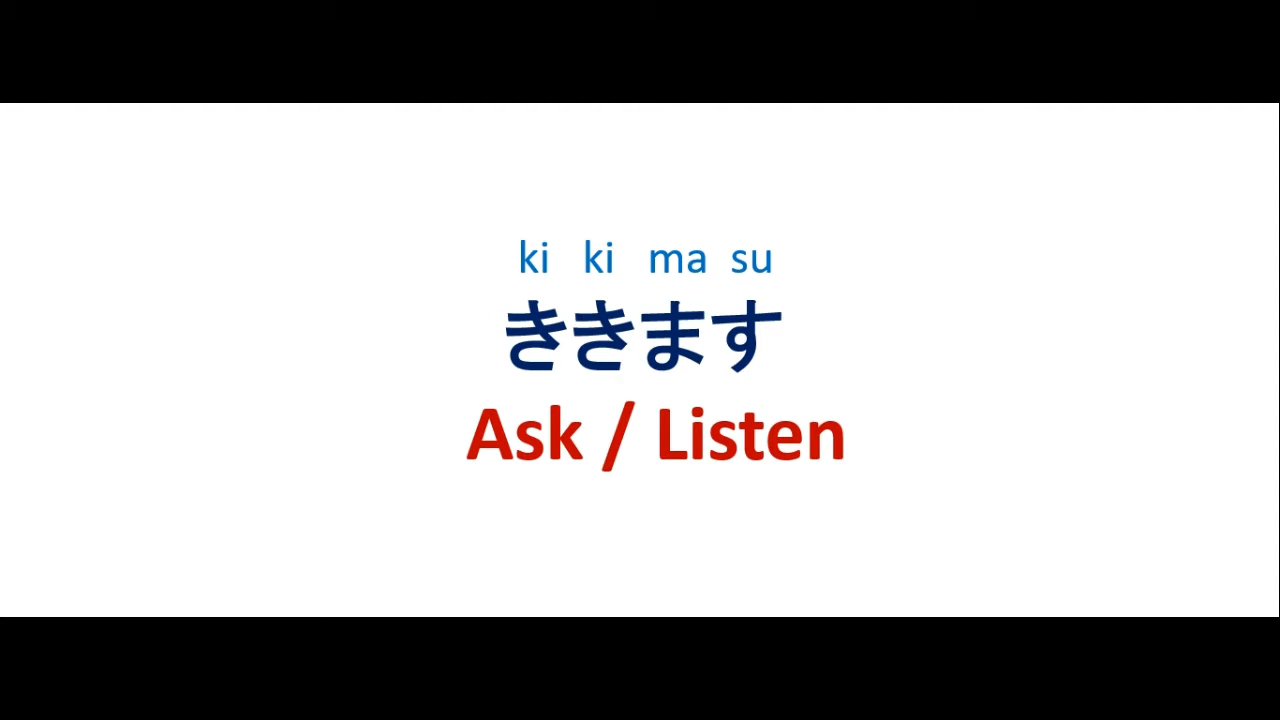 ki ki ma su
ききます
Ask / Listen